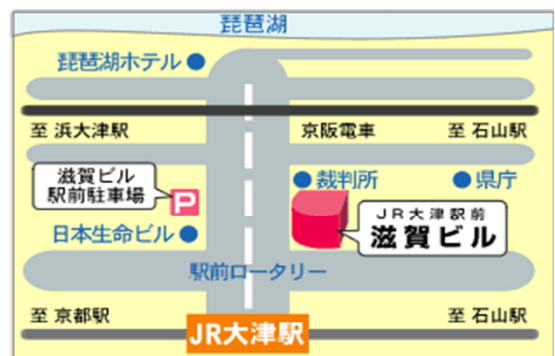 琵琶湖
琵琶湖ホテル
至 浜大津駅
京阪電車
至 石山駅
滋賀ビル
駅前駐車場
P
裁判所
県庁
JR大津駅前
滋賀ビル
日本生命ビル
駅前ロータリー
至 京都駅
JR大津駅
至 石山駅